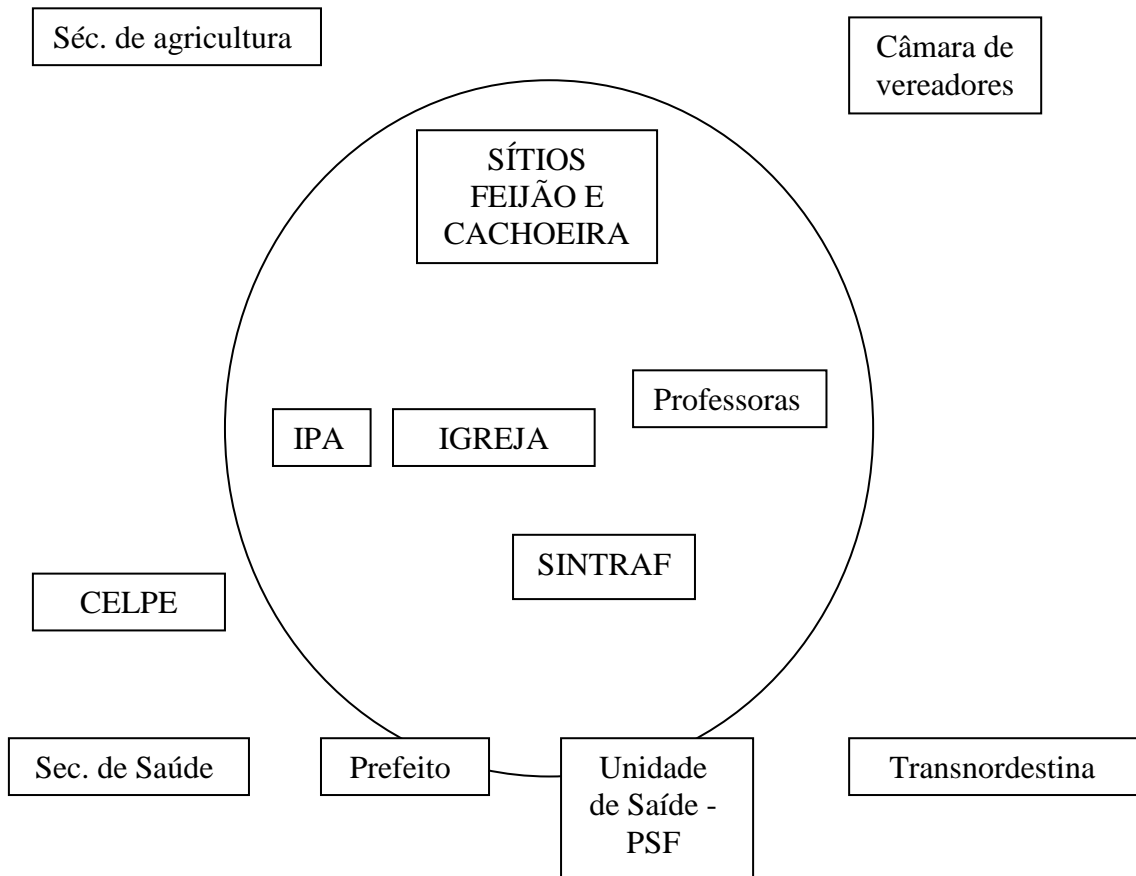 Séc. de agricultura
Câmara de
vereadores
SÍTIOS
FEIJÃO E
CACHOEIRA
Professoras
IPA
IGREJA
SINTRAF
CELPE
Sec. de Saúde
Prefeito
Unidade
de Saíde -
PSF
Transnordestina